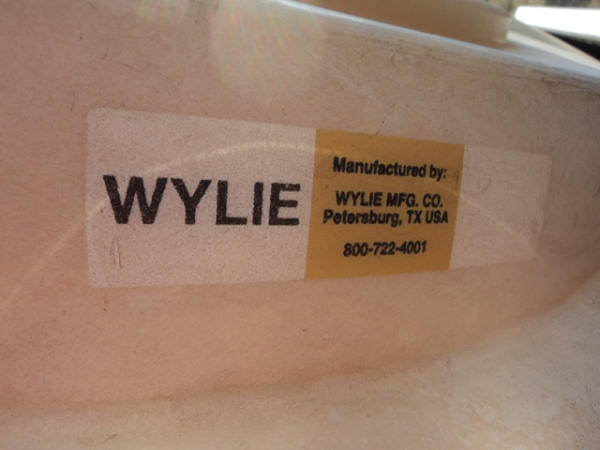 WYLIE
Manufactured by:
WYLIE MFG. CO.
Petersburg, TX USA
800-722-4001